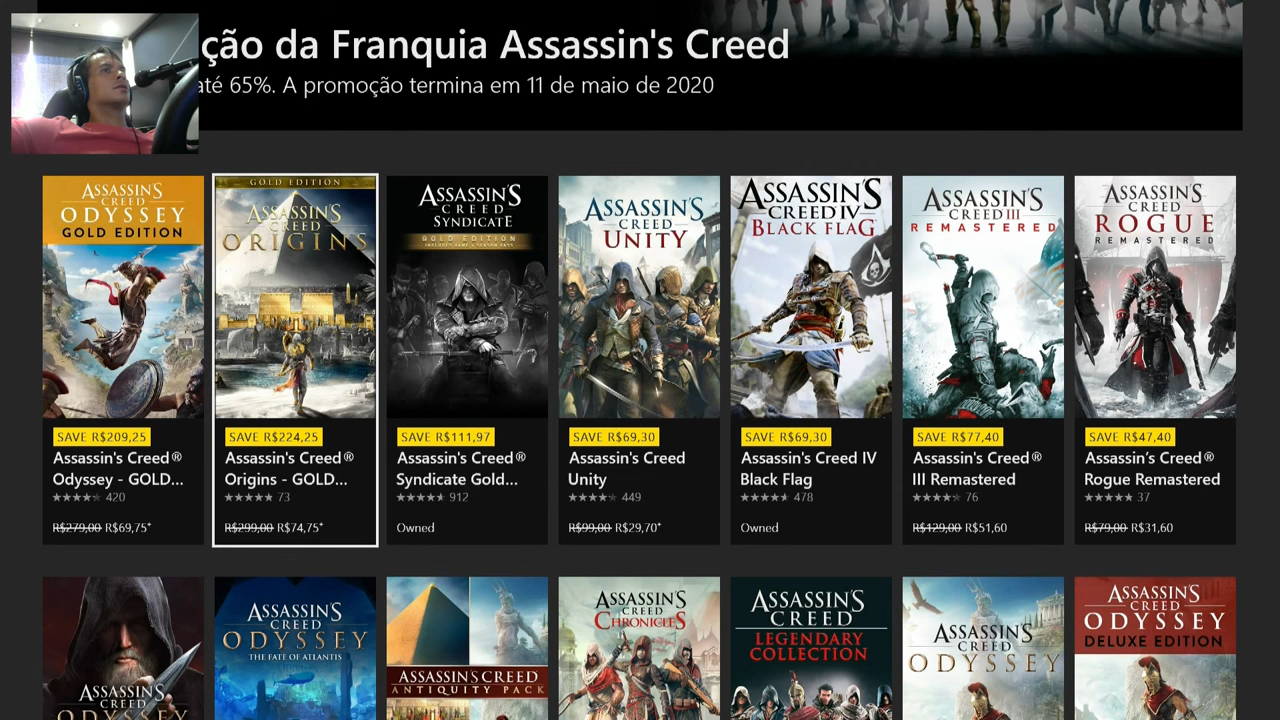 ção da Franquia Assassin's Creed
até 65%. A promoção termina em 11 de maio de 2020
ASSASSIN'S
CREED
ODYSSEY
GOLD EDITION
GOLD EDITION
ASSASSIN'S
CREED
ORIGINS
ASSASSIN'S
CREED
SYNDICATE
GOLD EDITION
INCLUDES GAME & SEASON PASS
ASSASSIN'S
CREED
UNITY
ASSASSIN'S
CREED IV
BLACK FLAG
ASSASSIN'S
CREED III
REMASTERED
ASSASSIN'S
CREED
ROGUE
REMASTERED
SAVE R$209,25
Assassin's Creed®
Odyssey - GOLD...
420
R$279,00 R$69,75*
SAVE R$224,25
Assassin's Creed®
Origins - GOLD...
73
R$299,00 R$74,75*
SAVE R$111,97
Assassin's Creed®
Syndicate Gold...
912
Owned
SAVE R$69,30
Assassin's Creed
Unity
449
R$99,00 R$29,70*
SAVE R$69,30
Assassin's Creed IV
Black Flag
478
Owned
SAVE R$77,40
Assassin's Creed®
III Remastered
76
R$129,00 R$51,60
SAVE R$47,40
Assassin's Creed®
Rogue Remastered
37
R$79,00 R$31,60
ASSASSIN'S
CREED
ODYSSEY
ASSASSIN'S
CREED
ODYSSEY
THE FATE OF ATLANTIS
ASSASSIN'S CREED
ANTIQUITY PACK
ASSASSIN'S
CREED
CHRONICLES
ASSASSIN'S
CREED
LEGENDARY
COLLECTION
ASSASSIN'S
CREED
ODYSSEY
ASSASSIN'S
CREED
ODYSSEY
DELUXE EDITION